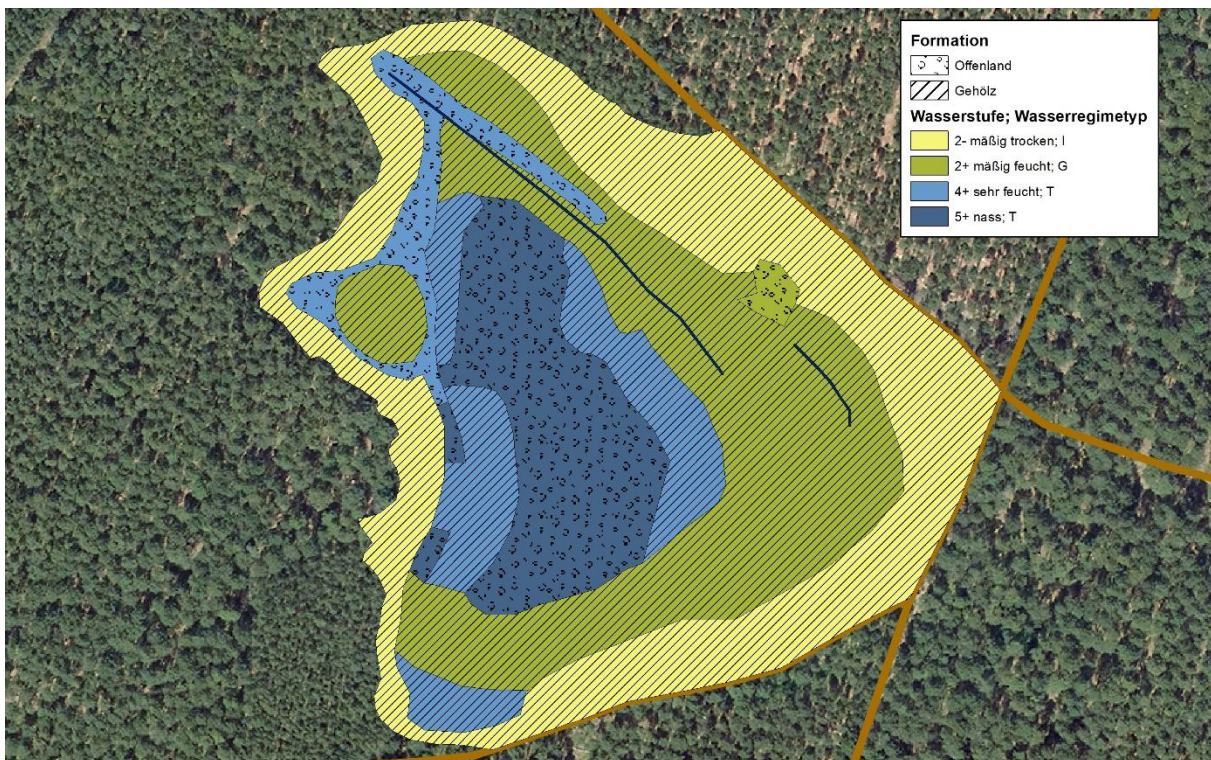 Formation
Offenland
Gehölz
Wasserstufe; Wasserregimetyp
2- mäßig trocken; I
2+ mäßig feucht; G
4+ sehr feucht; T
5+ nass; T